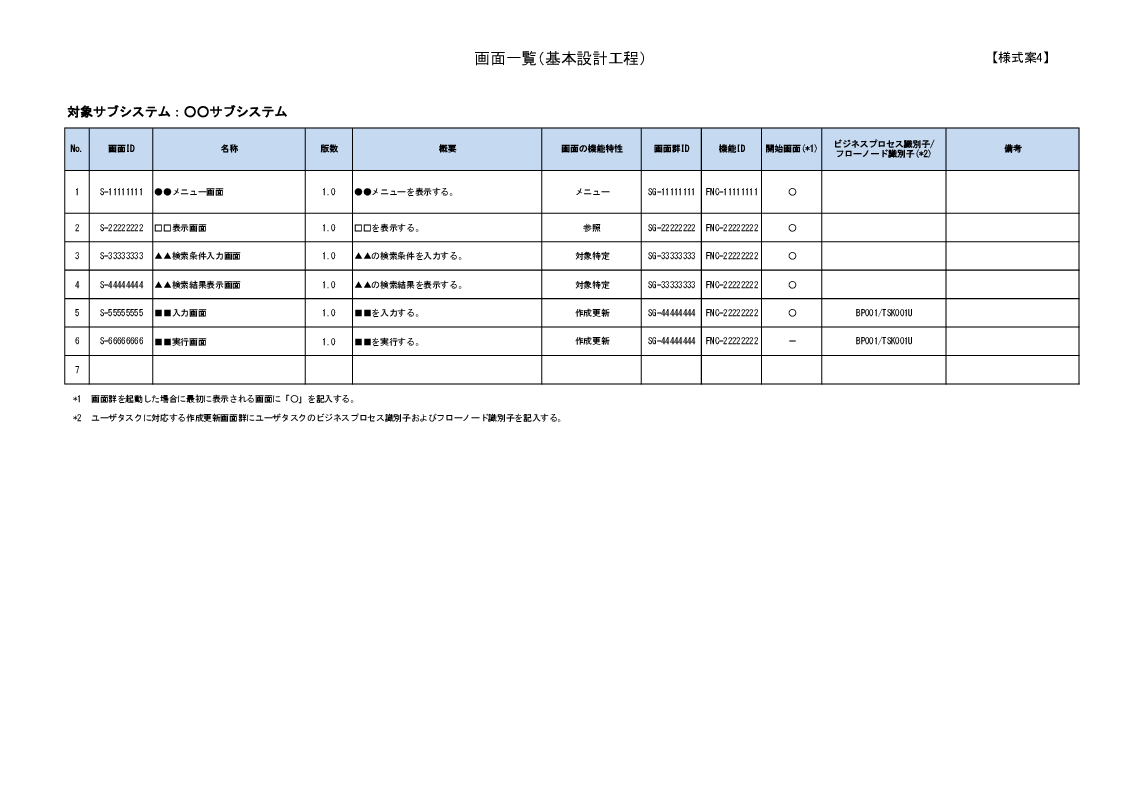 画面一覧（基本設計工程）
【様式案4】
対象サブシステム：〇〇サブシステム
No. 画面ID 名称 版数 概要 画面の機能特性 画面群ID 機能ID 開始画面(*1) ビジネスプロセス識別子/フローノード識別子(*2) 備考
1 S-11111111 ●●メニュー画面 1.0 ●●メニューを表示する。 メニュー SG-11111111 FNC-11111111 〇
2 S-22222222 □□表示画面 1.0 □□を表示する。 参照 SG-22222222 FNC-22222222 〇
3 S-33333333 ▲▲検索条件入力画面 1.0 ▲▲の検索条件を入力する。 対象特定 SG-33333333 FNC-22222222 〇
4 S-44444444 ▲▲検索結果表示画面 1.0 ▲▲の検索結果を表示する。 対象特定 SG-33333333 FNC-22222222 〇
5 S-55555555 ■■入力画面 1.0 ■■を入力する。 作成更新 SG-44444444 FNC-22222222 〇 BP001/TSK001U
6 S-66666666 ■■実行画面 1.0 ■■を実行する。 作成更新 SG-44444444 FNC-22222222 － BP001/TSK001U
7
*1 画面群を起動した場合に最初に表示される画面に「〇」を記入する。
*2 ユーザタスクに対応する作成更新画面群にユーザタスクのビジネスプロセス識別子およびフローノード識別子を記入する。